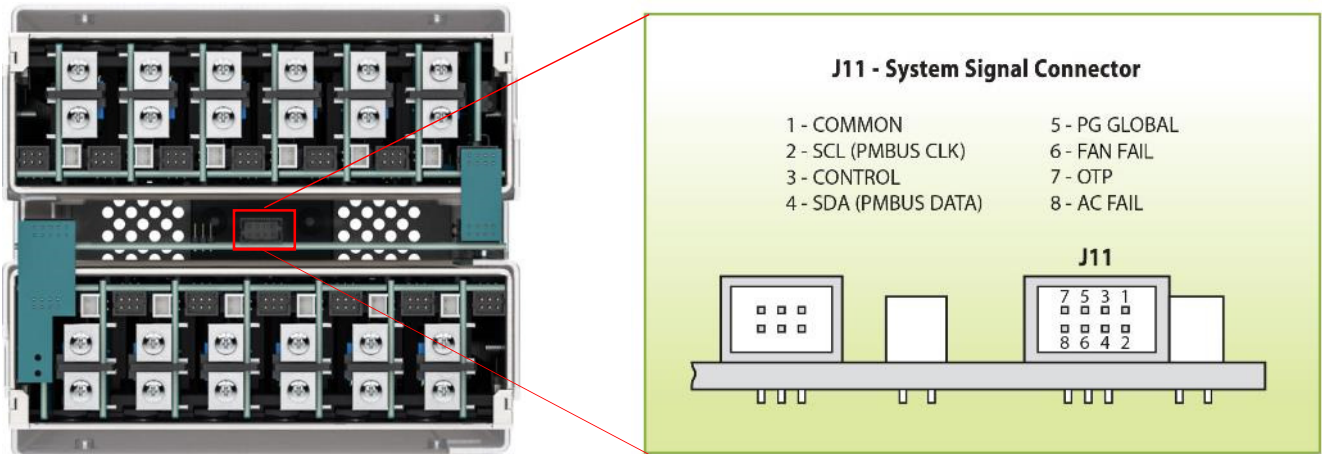 J11 - System Signal Connector
1 - COMMON
2 - SCL (PMBUS CLK)
3 - CONTROL
4 - SDA (PMBUS DATA)
5 - PG GLOBAL
6 - FAN FAIL
7 - OTP
8 - AC FAIL
J11
7 5 3 1
8 6 4 2